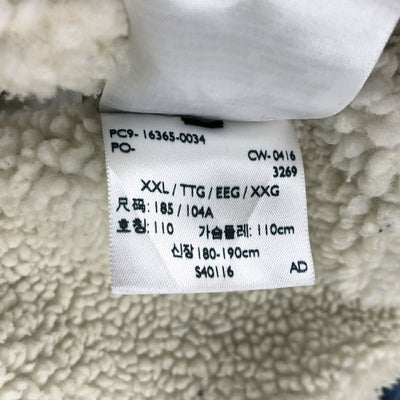 PC9- 16365-0034
PO-
CW-0416
3269
XXL / TTG / EEG / XXG
尺码: 185 / 104A
호칭: 110 가슴둘레: 110cm
신장 180-190cm
S40116
AD